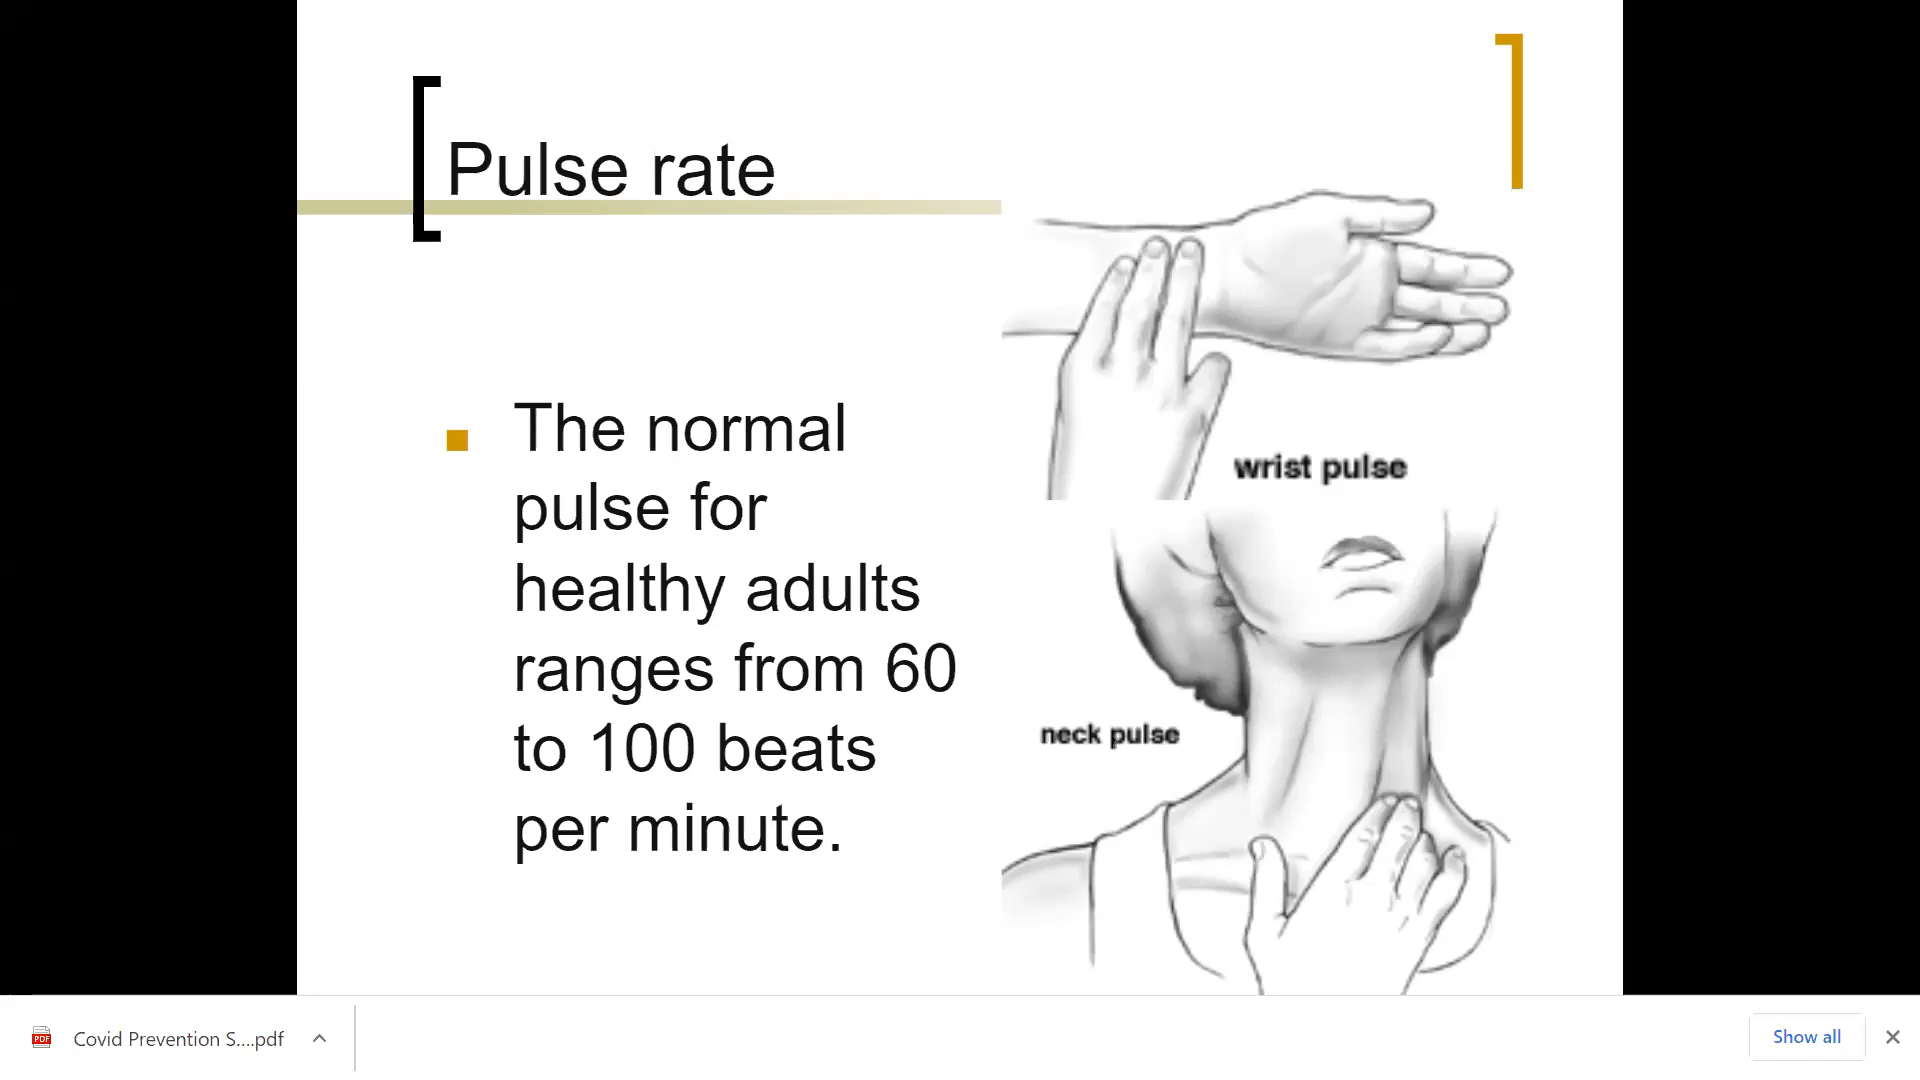 Pulse rate
The normal
pulse for
healthy adults
ranges from 60
to 100 beats
per minute.
wrist pulse
neck pulse
PDF
Covid Prevention S....pdf
Show all